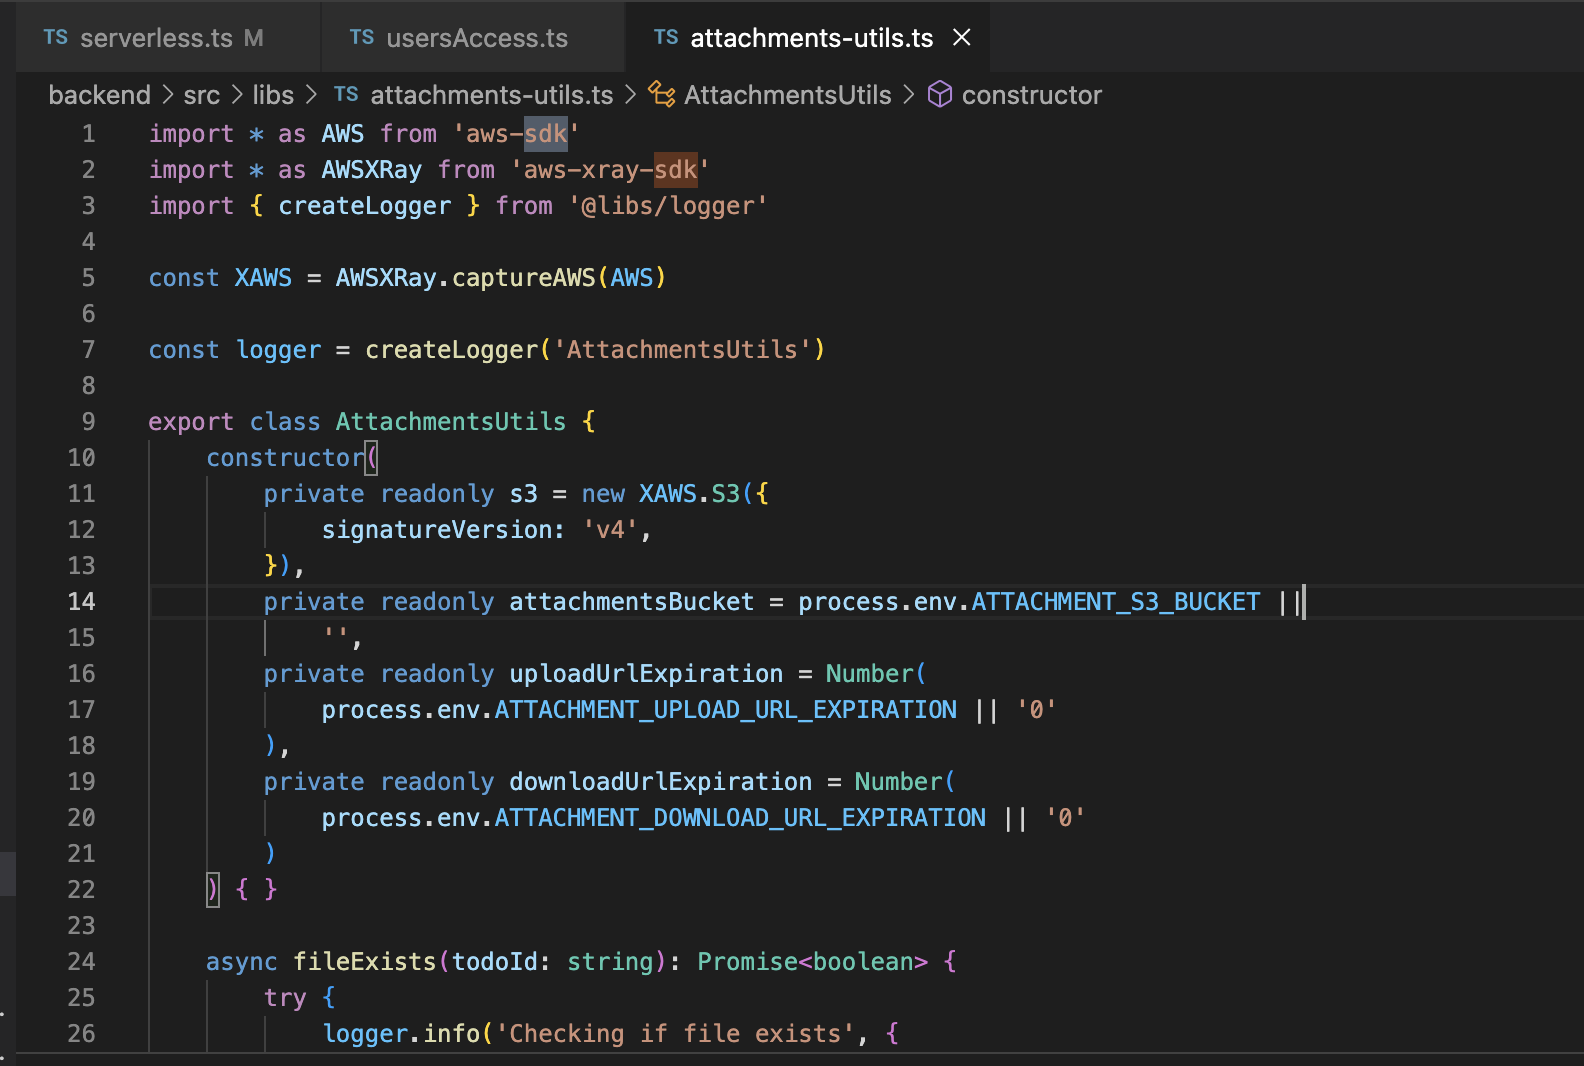 TS serverless.ts M TS usersAccess.ts TS attachments-utils.ts
backend > src > libs > TS attachments-utils.ts > AttachmentsUtils > constructor
1 import * as AWS from 'aws-sdk'
2 import * as AWSXRay from 'aws-xray-sdk'
3 import { createLogger } from '@libs/logger'
4
5 const XAWS = AWSXRay.captureAWS(AWS)
6
7 const logger = createLogger('AttachmentsUtils')
8
9 export class AttachmentsUtils {
10     constructor(
11         private readonly s3 = new XAWS.S3({
12             signatureVersion: 'v4',
13         }),
14         private readonly attachmentsBucket = process.env.ATTACHMENT_S3_BUCKET ||
15             '',
16         private readonly uploadUrlExpiration = Number(
17             process.env.ATTACHMENT_UPLOAD_URL_EXPIRATION || '0'
18         ),
19         private readonly downloadUrlExpiration = Number(
20             process.env.ATTACHMENT_DOWNLOAD_URL_EXPIRATION || '0'
21         )
22     ) { }
23
24     async fileExists(todoId: string): Promise<boolean> {
25         try {
26             logger.info('Checking if file exists', {